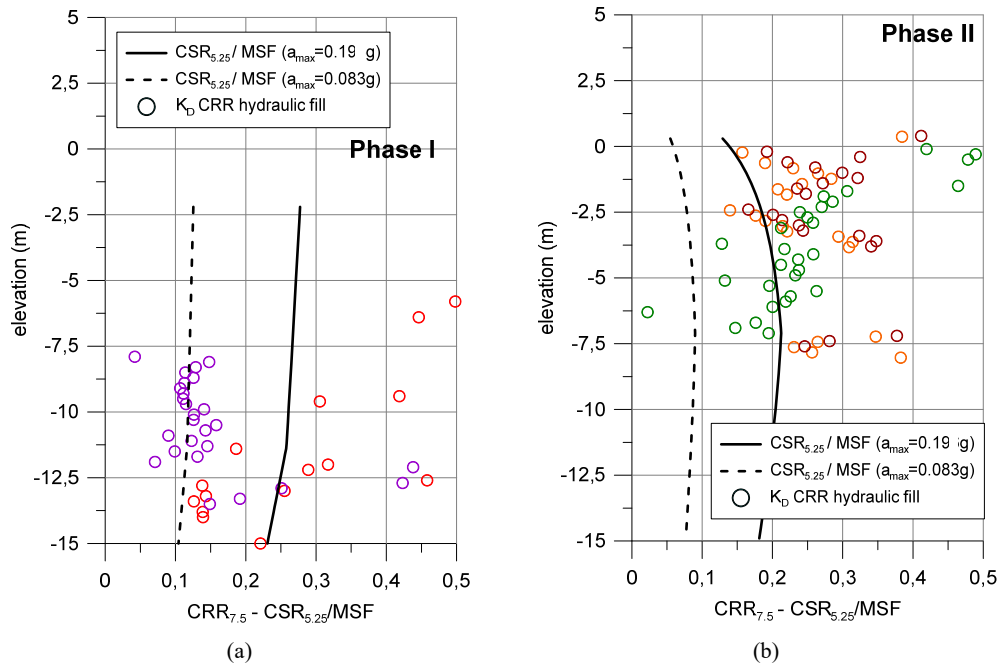 5
2,5
0
-2,5
-5
-7,5
-10
-12,5
-15
elevation (m)
CSR5.25/ MSF (amax=0.19 g)
CSR5.25/ MSF (amax=0.083g)
KD CRR hydraulic fill
Phase I
0 0,1 0,2 0,3 0,4 0,5
CRR7.5 - CSR5.25/MSF
(a)
5
2,5
0
-2,5
-5
-7,5
-10
-12,5
-15
elevation (m)
Phase II
CSR5.25/ MSF (amax=0.19 g)
CSR5.25/ MSF (amax=0.083g)
KD CRR hydraulic fill
0 0,1 0,2 0,3 0,4 0,5
CRR7.5 - CSR5.25/MSF
(b)